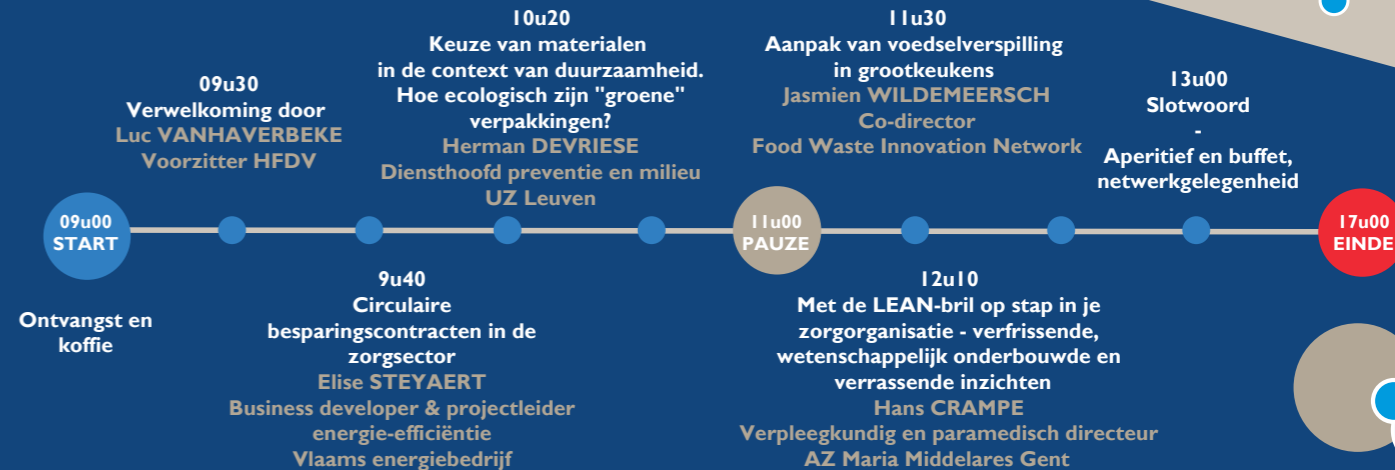 09u00
START
Ontvangst en
koffie
09u30
Verwelkoming door
Luc VANHAVERBEKE
Voorzitter HFDV
9u40
Circulaire
besparingscontracten in de
zorgsector
Elise STEYAERT
Business developer & projectleider
energie-efficiëntie
Vlaams energiebedrijf
10u20
Keuze van materialen
in de context van duurzaamheid.
Hoe ecologisch zijn "groene"
verpakkingen?
Herman DEVRIESE
Diensthoofd preventie en milieu
UZ Leuven
11u00
PAUZE
11u30
Aanpak van voedselverspilling
in grootkeukens
Jasmien WILDEMEERSCH
Co-director
Food Waste Innovation Network
12u10
Met de LEAN-bril op stap in je
zorgorganisatie - verfrissende,
wetenschappelijk onderbouwde en
verrassende inzichten
Hans CRAMPE
Verpleegkundig en paramedisch directeur
AZ Maria Middelares Gent
13u00
Slotwoord
-
Aperitief en buffet,
netwerkgelegenheid
17u00
EINDE